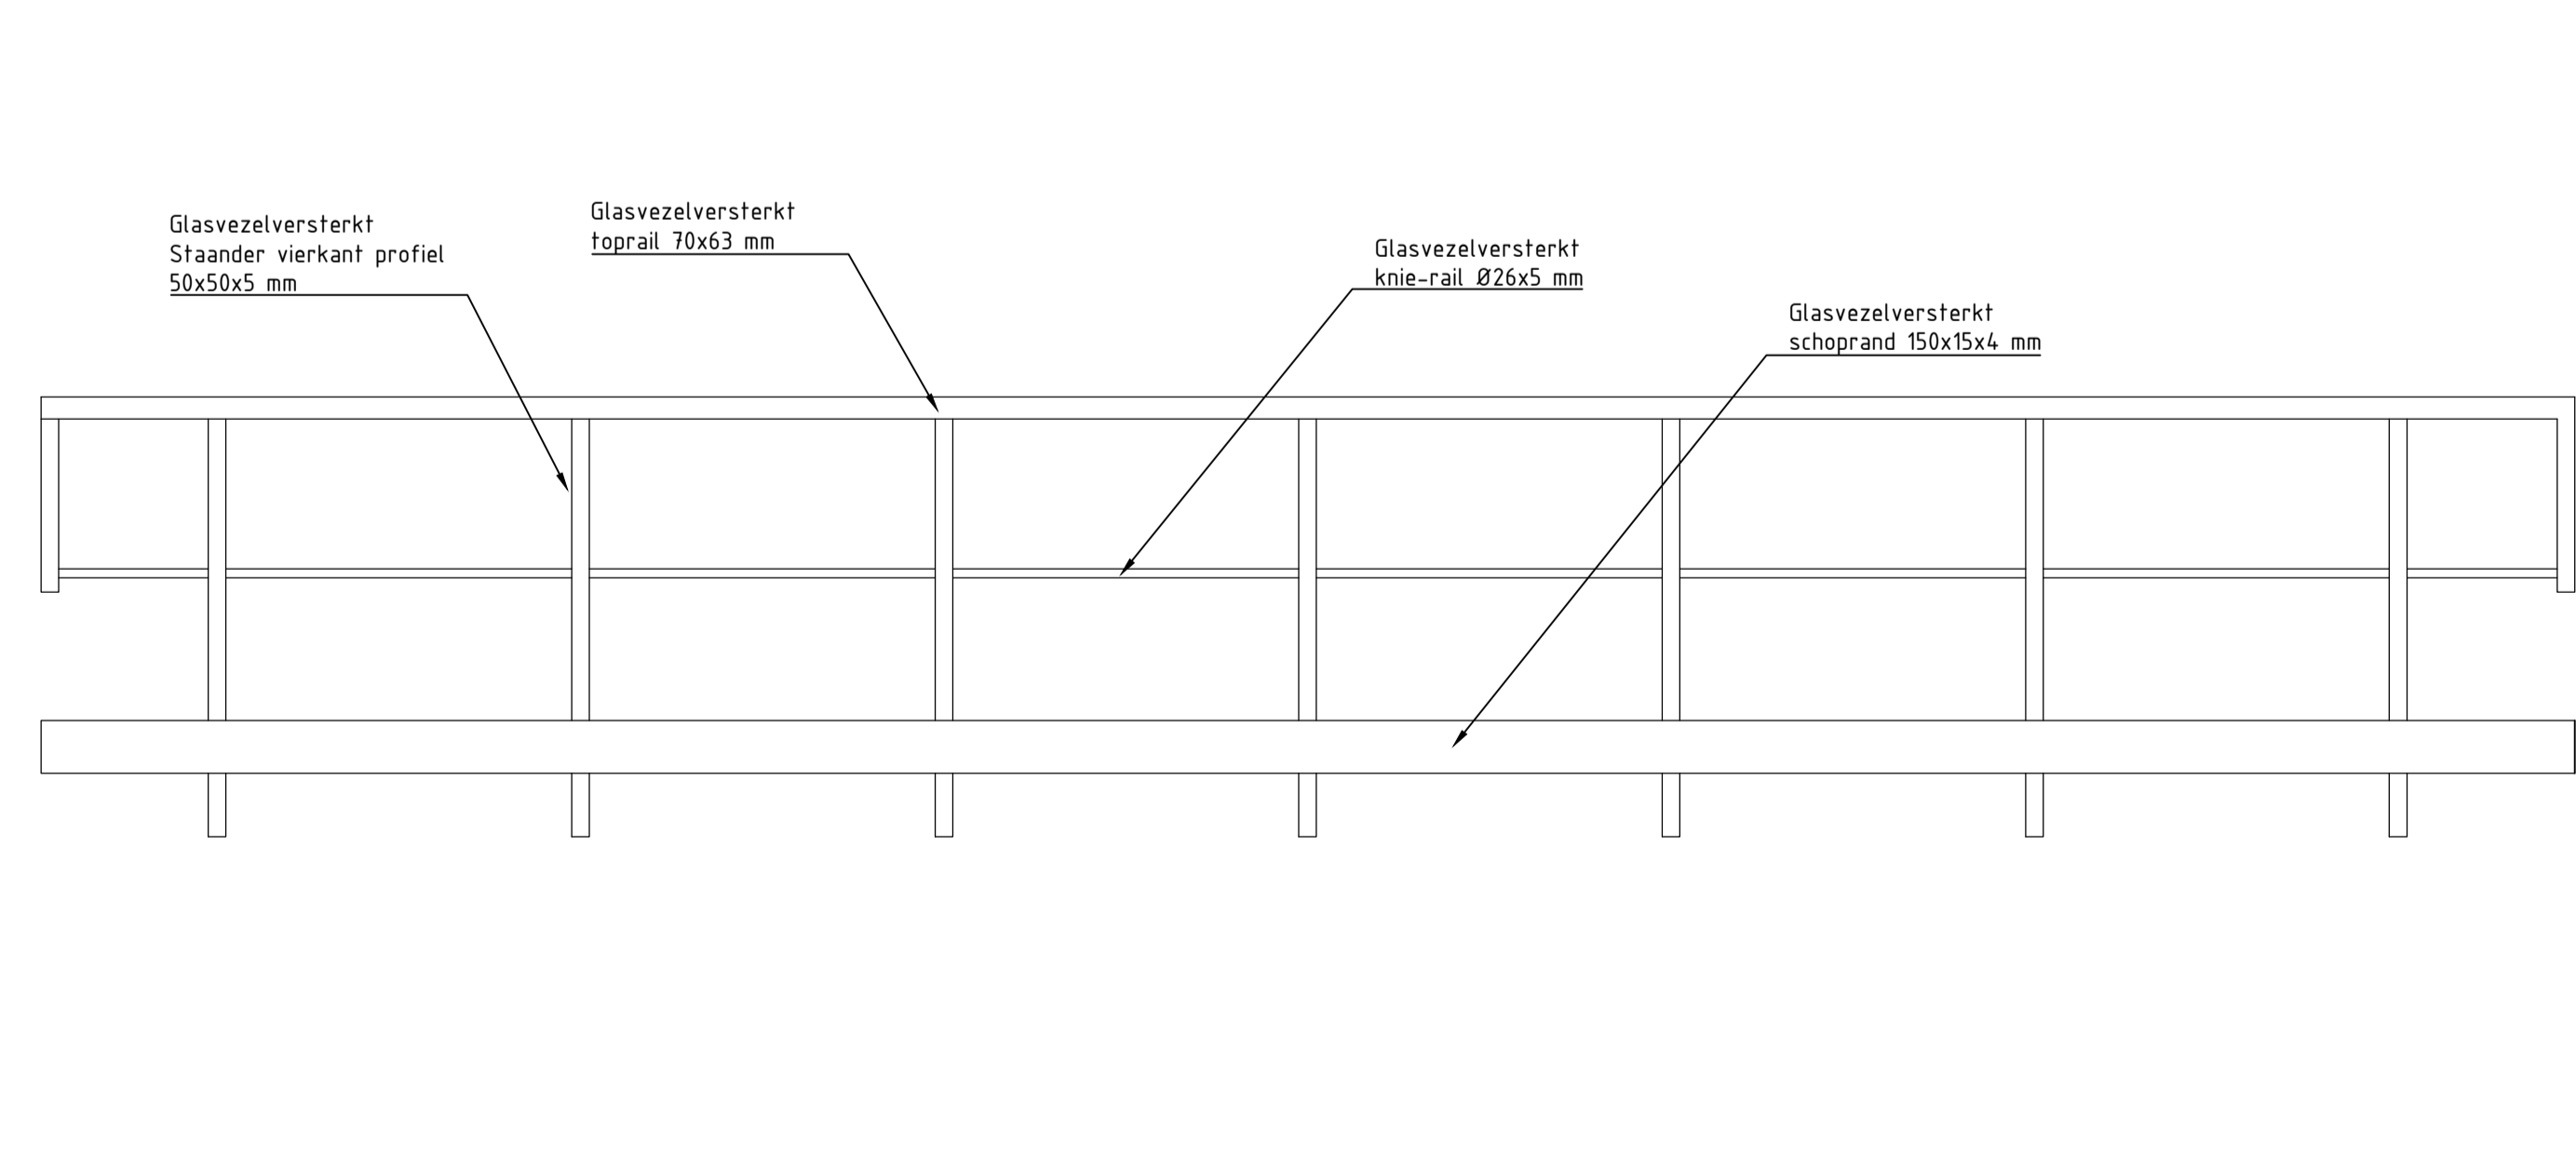 Glasvezelversterkt
Staander vierkant profiel
50x50x5 mm
Glasvezelversterkt
toprail 70x63 mm
Glasvezelversterkt
knie-rail Ø26x5 mm
Glasvezelversterkt
schoprand 150x15x4 mm